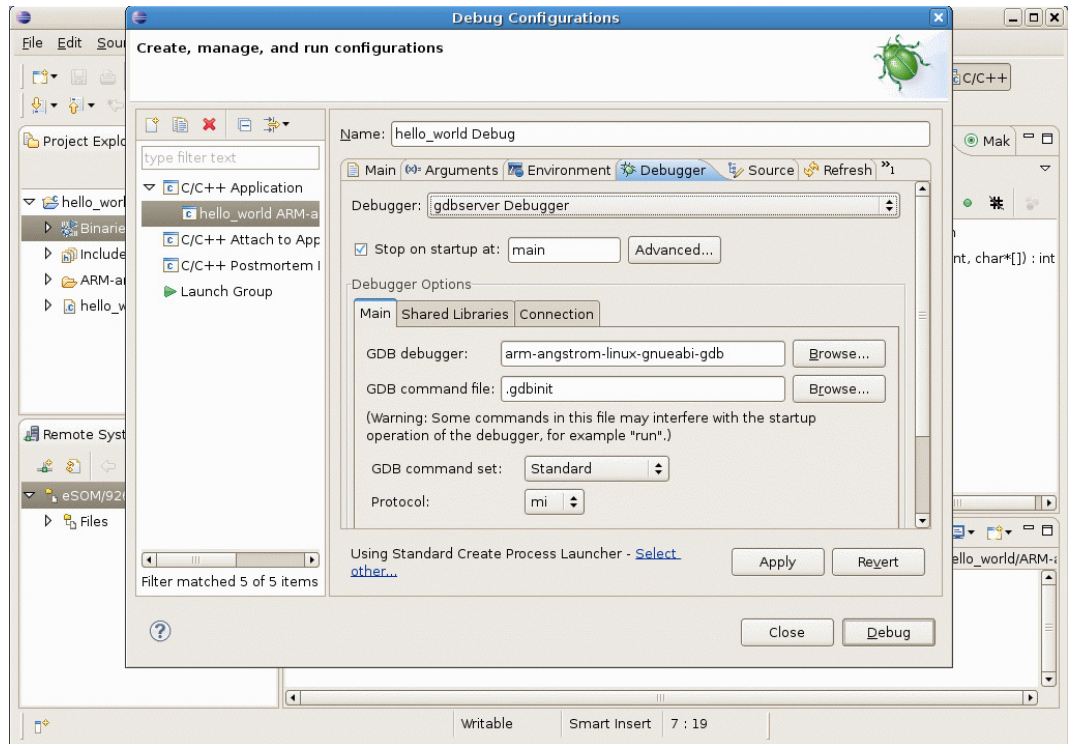 Debug Configurations
File Edit Sour
Create, manage, and run configurations
C/C++
Project Explo
type filter text
C/C++ Application
hello_world ARM-a
C/C++ Attach to App
C/C++ Postmortem I
Launch Group
Filter matched 5 of 5 items
hello_worl
Binarie
Include
ARM-ar
hello_w
Remote Syst
eSOM/926
Files
Name: hello_world Debug
Main Arguments Environment Debugger Source Refresh »1
Debugger: gdbserver Debugger
Stop on startup at: main Advanced...
Debugger Options
Main Shared Libraries Connection
GDB debugger: arm-angstrom-linux-gnueabi-gdb Browse...
GDB command file: .gdbinit Browse...
(Warning: Some commands in this file may interfere with the startup
operation of the debugger, for example "run".)
GDB command set: Standard
Protocol: mi
Using Standard Create Process Launcher - Select
other...
Apply Revert
Close Debug
Mak
nt, char*[]) : int
ello_world/ARM-a
Writable Smart Insert 7 : 19